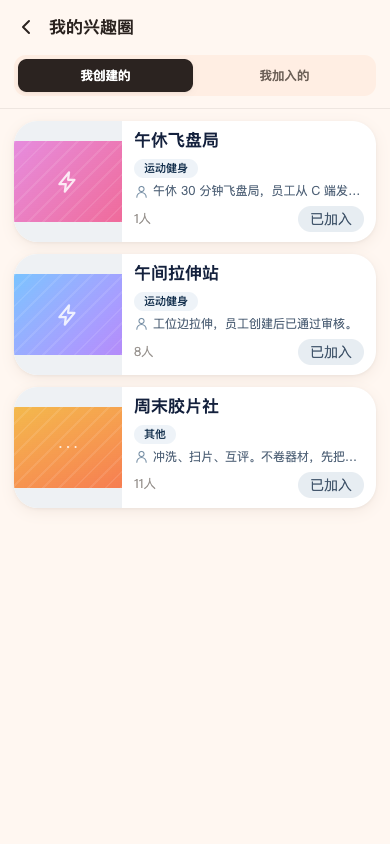 我的兴趣圈
我创建的
我加入的
午休飞盘局
运动健身
午休 30 分钟飞盘局，员工从 C 端发…
1人
已加入
午间拉伸站
运动健身
工位边拉伸，员工创建后已通过审核。
8人
已加入
周末胶片社
其他
冲洗、扫片、互评。不卷器材，先把…
11人
已加入